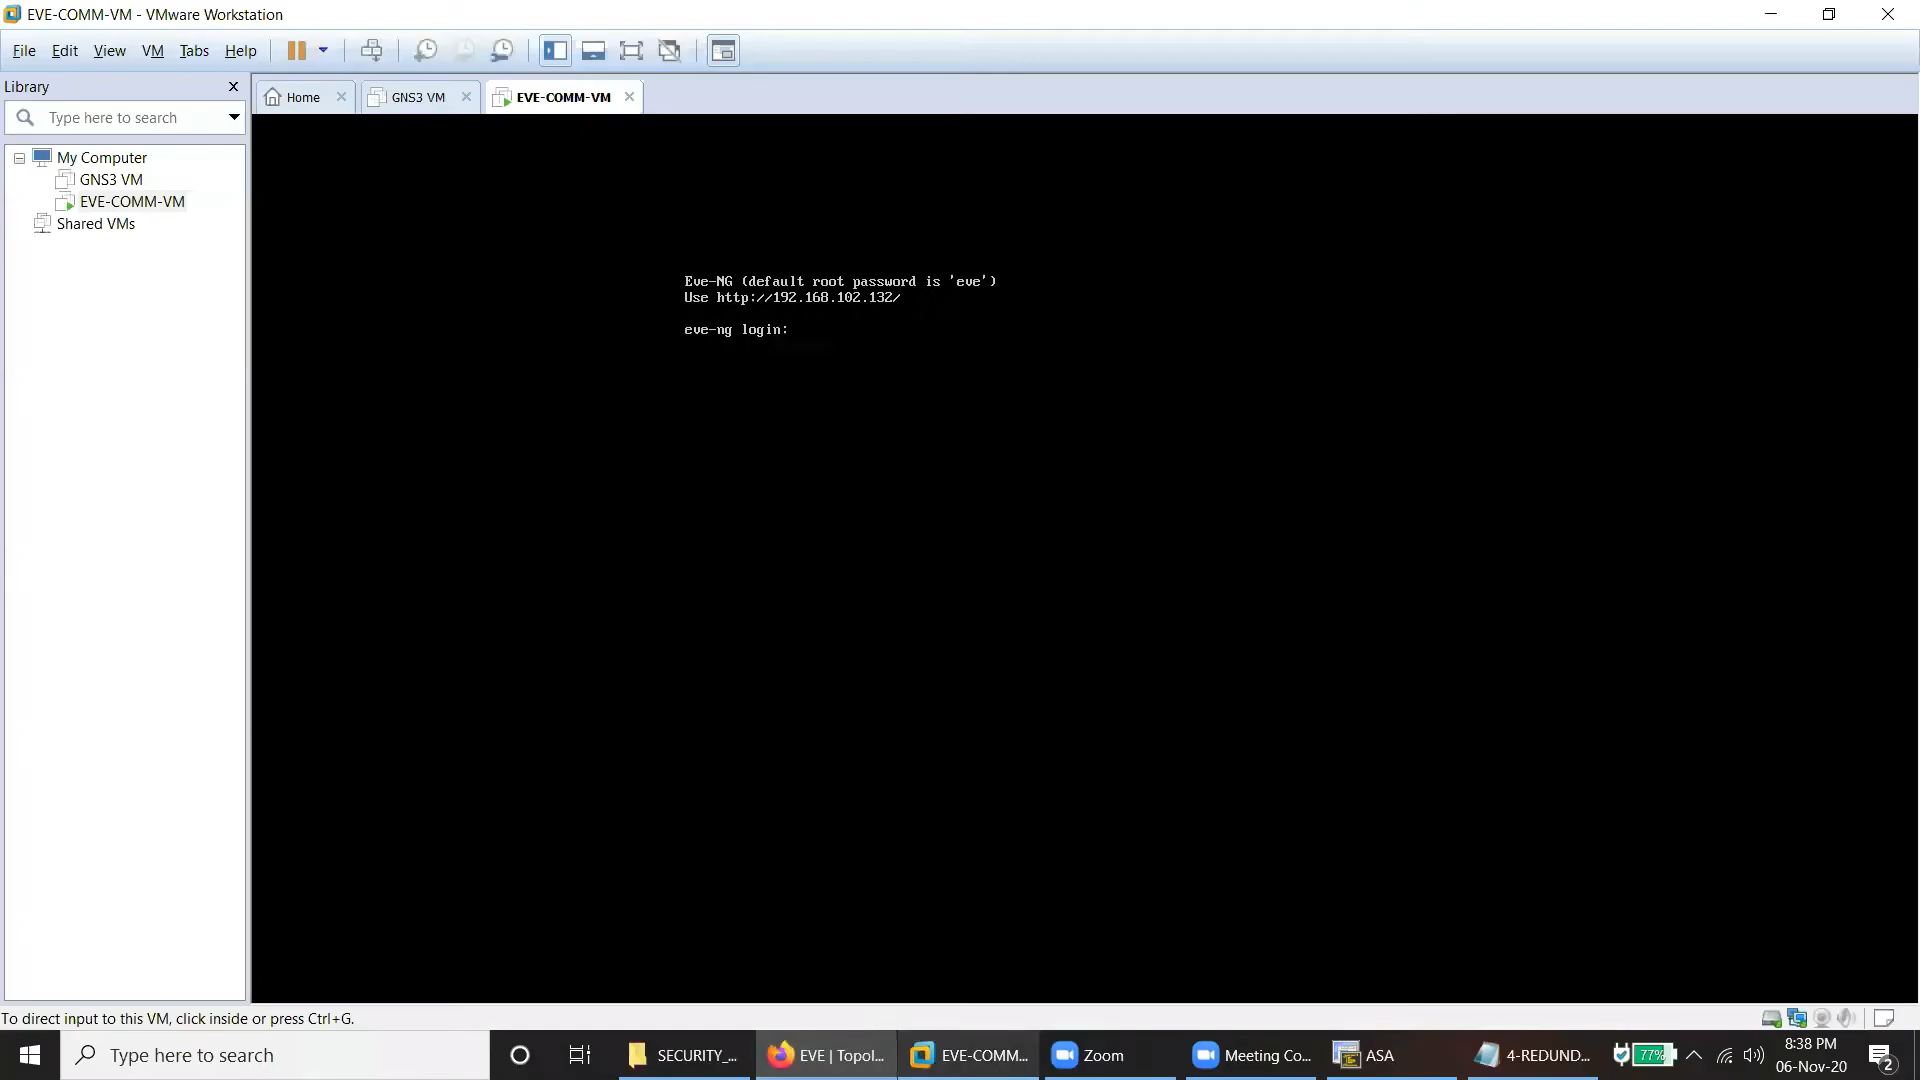 EVE-COMM-VM - VMware Workstation
File Edit View VM Tabs Help
Library
Type here to search
Home
GNS3 VM
EVE-COMM-VM
My Computer
GNS3 VM
EVE-COMM-VM
Shared VMs
Eve-NG (default root password is 'eve')
Use http://192.168.102.132/
eve-ng login:
To direct input to this VM, click inside or press Ctrl+G.
Type here to search
SECURITY_...
EVE | Topol...
EVE-COMM...
Zoom
Meeting Co...
ASA
4-REDUND...
77%
8:38 PM
06-Nov-20
2